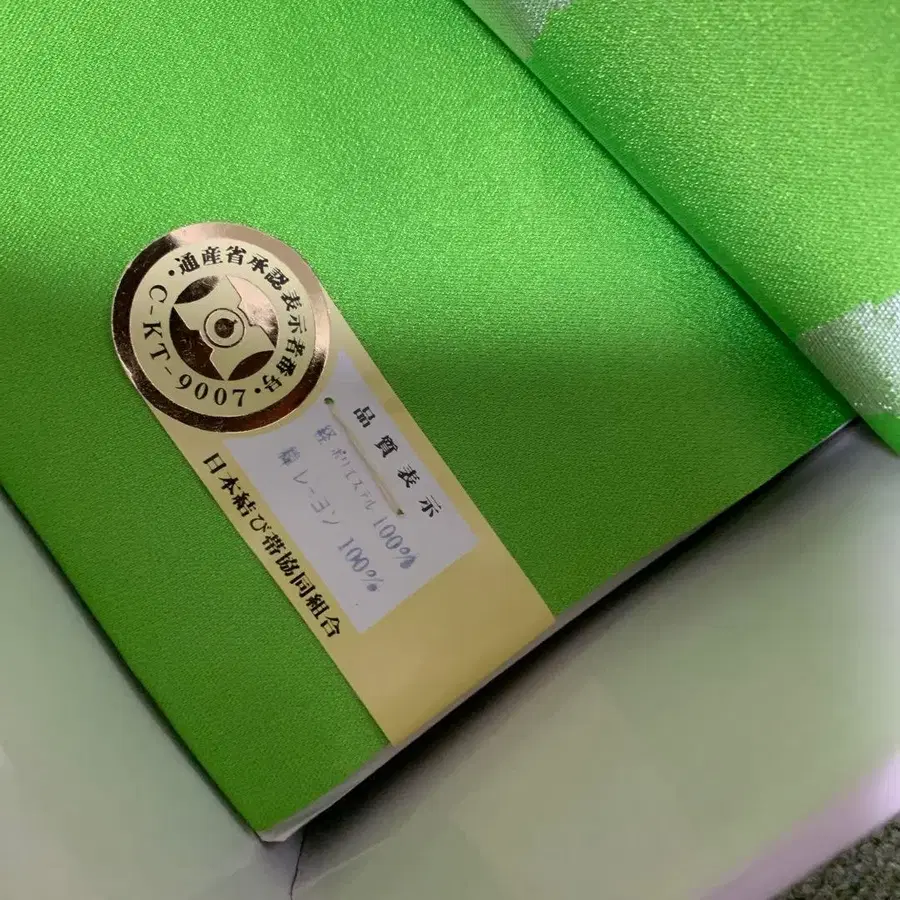 ・通産省承認表示者番号・
C-KT-9007
品質表示
経 ポリエステル 100%
緯 レーヨン 100%
日本結び帯協同組合